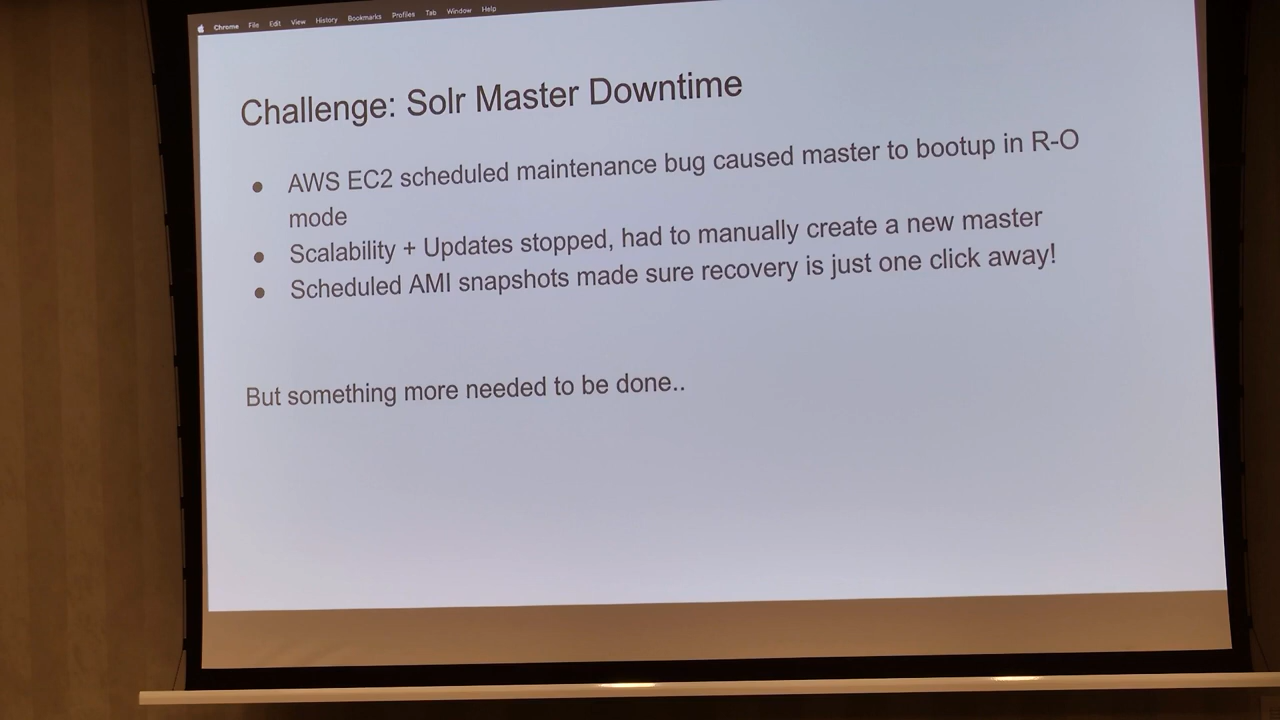 Chrome File Edit View History Bookmarks Profiles Tab Window Help
Challenge: Solr Master Downtime
● AWS EC2 scheduled maintenance bug caused master to bootup in R-O
mode
● Scalability + Updates stopped, had to manually create a new master
● Scheduled AMI snapshots made sure recovery is just one click away!
But something more needed to be done..